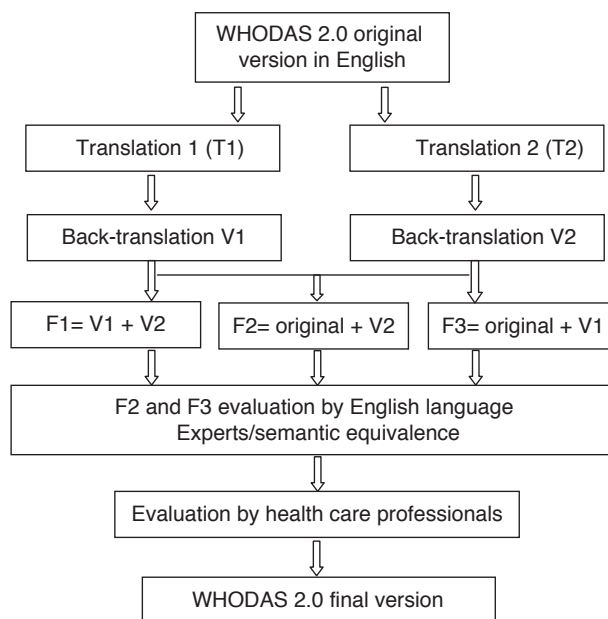 WHODAS 2.0 original
version in English
Translation 1 (T1)
Translation 2 (T2)
Back-translation V1
Back-translation V2
F1= V1 + V2
F2= original + V2
F3= original + V1
F2 and F3 evaluation by English language
Experts/semantic equivalence
Evaluation by health care professionals
WHODAS 2.0 final version